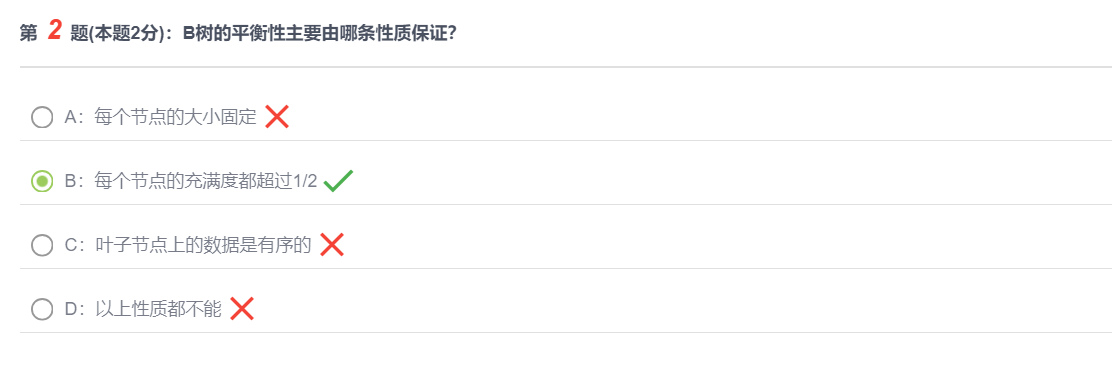 第 2 题(本题2分)：B树的平衡性主要由哪条性质保证？
A：每个节点的大小固定
B：每个节点的充满度都超过1/2
C：叶子节点上的数据是有序的
D：以上性质都不能